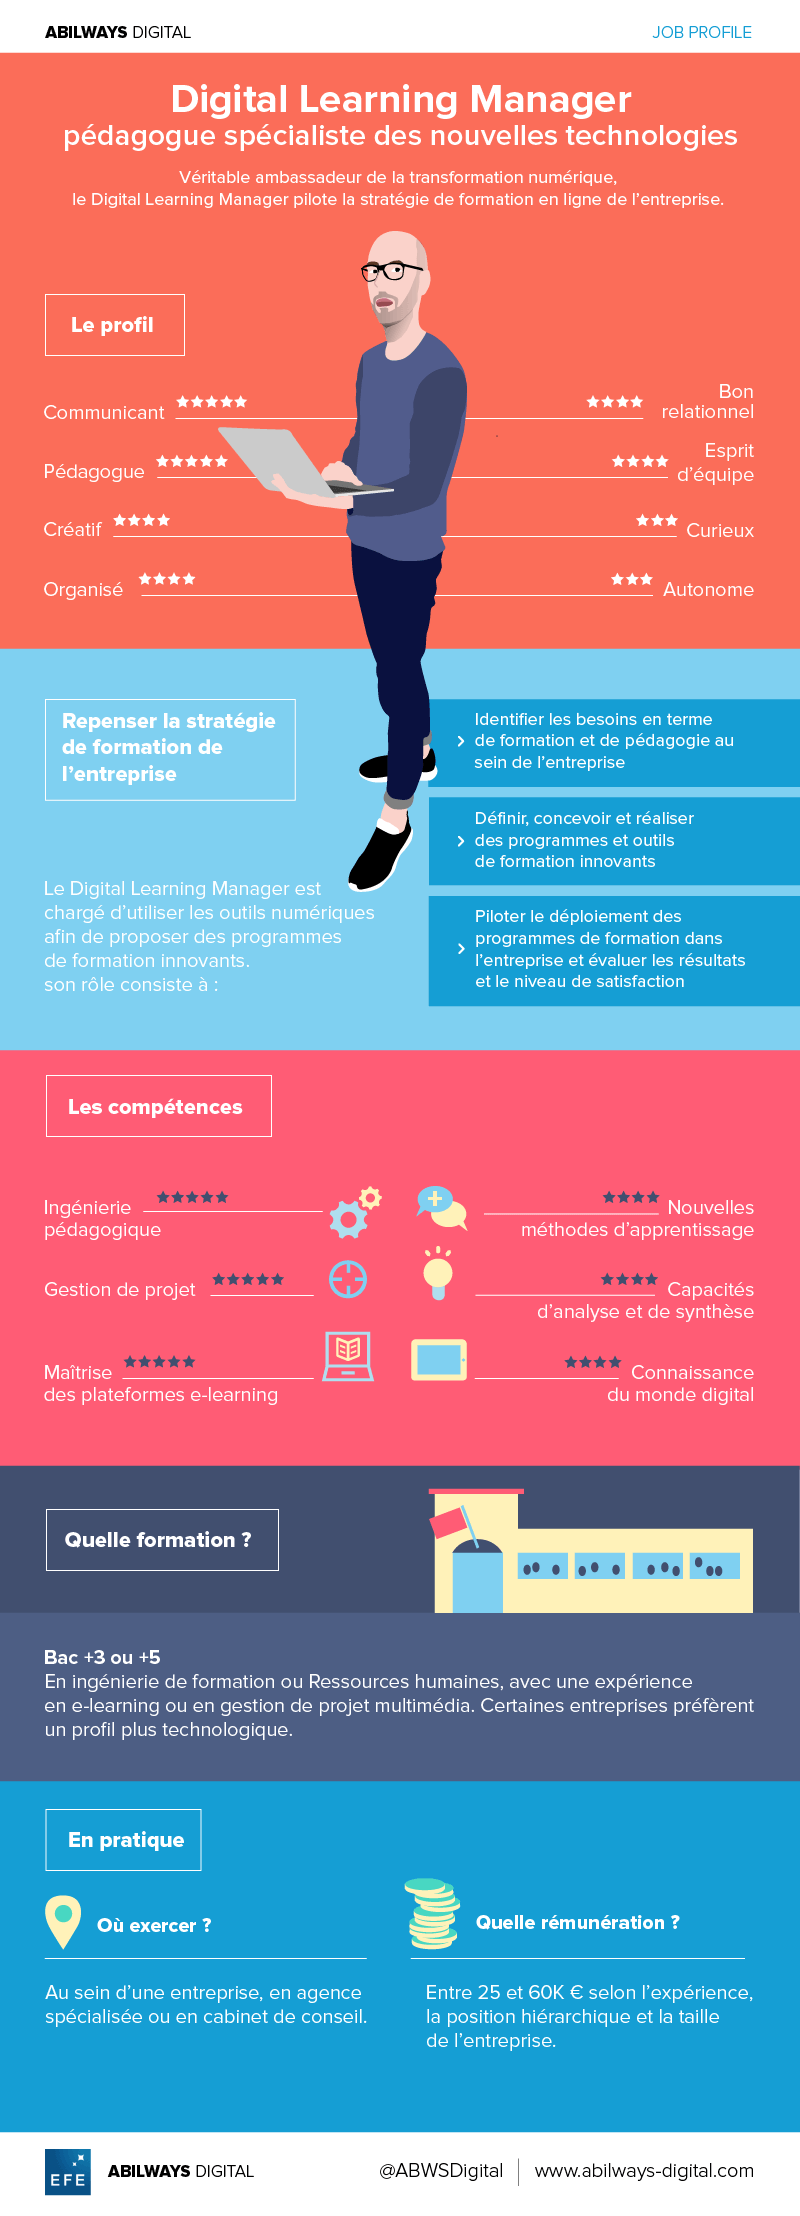 ABILWAYS DIGITAL
JOB PROFILE
Digital Learning Manager
pédagogue spécialiste des nouvelles technologies
Véritable ambassadeur de la transformation numérique,
le Digital Learning Manager pilote la stratégie de formation en ligne de l'entreprise.
Le profil
Communicant ★★★★★
★★★★ Bon
relationnel
Pédagogue ★★★★★
★★★★ Esprit
d'équipe
Créatif ★★★★
★★★ Curieux
Organisé ★★★★
★★★ Autonome
Repenser la stratégie
de formation de
l'entreprise
Le Digital Learning Manager est
chargé d'utiliser les outils numériques
afin de proposer des programmes
de formation innovants.
son rôle consiste à :
Identifier les besoins en terme
> de formation et de pédagogie au
sein de l'entreprise
Définir, concevoir et réaliser
> des programmes et outils
de formation innovants
Piloter le déploiement des
programmes de formation dans
> l'entreprise et évaluer les résultats
et le niveau de satisfaction
Les compétences
Ingénierie ★★★★★
pédagogique
★★★★ Nouvelles
méthodes d'apprentissage
Gestion de projet ★★★★★
★★★★ Capacités
d'analyse et de synthèse
Maîtrise ★★★★★
des plateformes e-learning
★★★★ Connaissance
du monde digital
Quelle formation ?
Bac +3 ou +5
En ingénierie de formation ou Ressources humaines, avec une expérience
en e-learning ou en gestion de projet multimédia. Certaines entreprises préfèrent
un profil plus technologique.
En pratique
Où exercer ?
Au sein d'une entreprise, en agence
spécialisée ou en cabinet de conseil.
Quelle rémunération ?
Entre 25 et 60K € selon l'expérience,
la position hiérarchique et la taille
de l'entreprise.
EFE
ABILWAYS DIGITAL
@ABWSDigital
www.abilways-digital.com